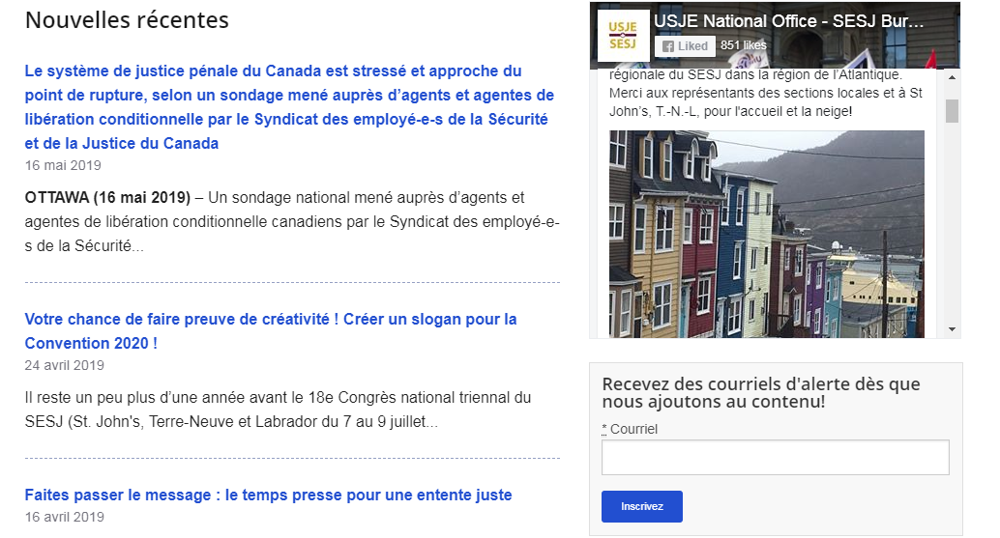 Nouvelles récentes
Le système de justice pénale du Canada est stressé et approche du
point de rupture, selon un sondage mené auprès d’agents et agentes de
libération conditionnelle par le Syndicat des employé-e-s de la Sécurité
et de la Justice du Canada
16 mai 2019
OTTAWA (16 mai 2019) – Un sondage national mené auprès d’agents et
agentes de libération conditionnelle canadiens par le Syndicat des employé-e-
s de la Sécurité...
Votre chance de faire preuve de créativité ! Créer un slogan pour la
Convention 2020 !
24 avril 2019
Il reste un peu plus d’une année avant le 18e Congrès national triennal du
SESJ (St. John's, Terre-Neuve et Labrador du 7 au 9 juillet...
Faites passer le message : le temps presse pour une entente juste
16 avril 2019
USJE
SESJ
USJE National Office - SESJ Bur...
Liked
851 likes
régionale du SESJ dans la région de l’Atlantique.
Merci aux représentants des sections locales et à St
John’s, T.-N.-L, pour l'accueil et la neige!
Recevez des courriels d'alerte dès que
nous ajoutons au contenu!
* Courriel
Inscrivez